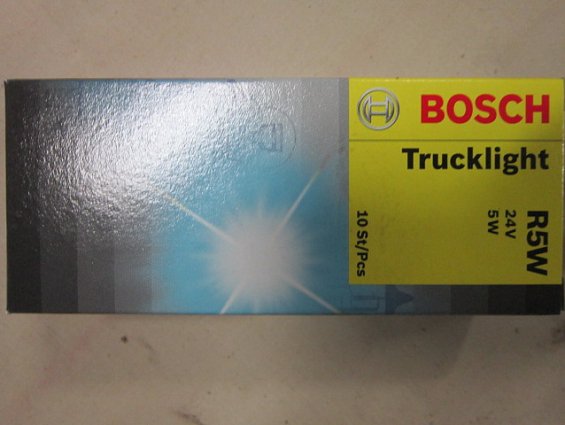 BOSCH
Trucklight
R5W
24V
5W
10 St/Pcs